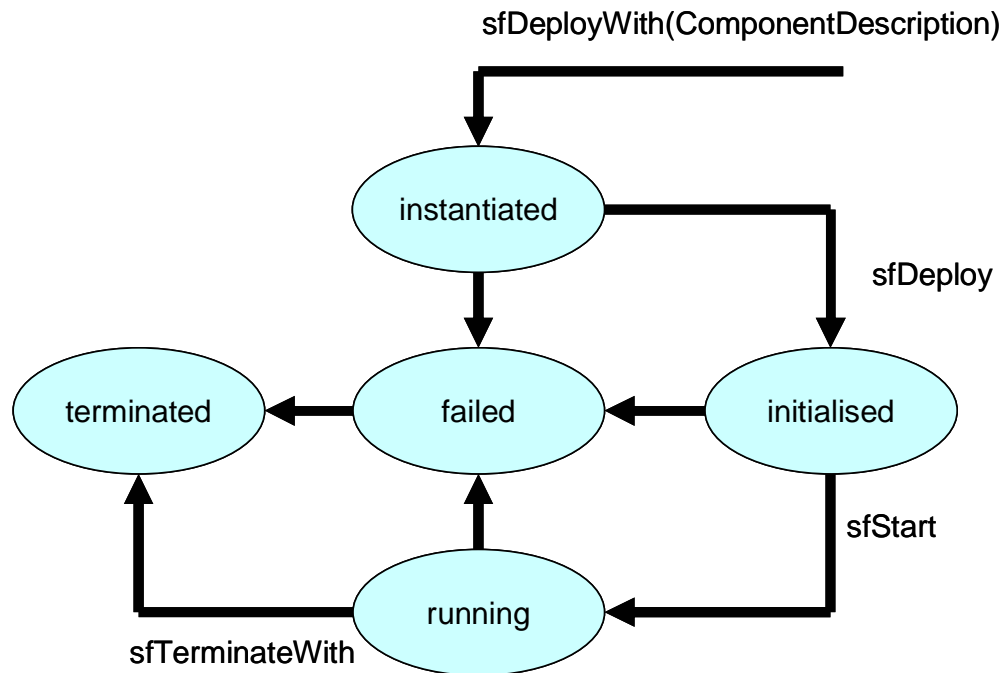 sfDeployWith(ComponentDescription)
instantiated
sfDeploy
terminated
failed
initialised
sfStart
running
sfTerminateWith